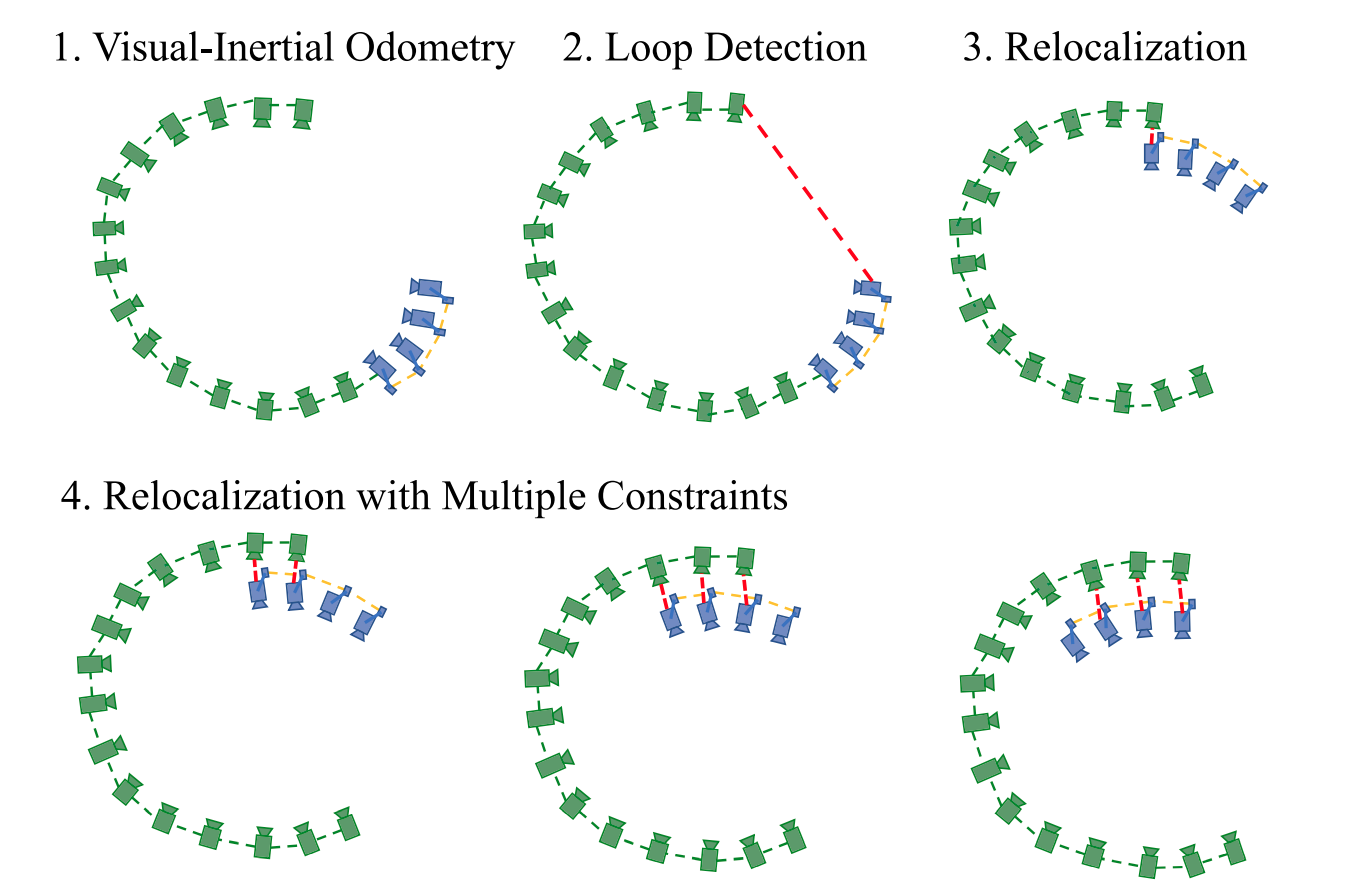 1. Visual-Inertial Odometry
2. Loop Detection
3. Relocalization
4. Relocalization with Multiple Constraints